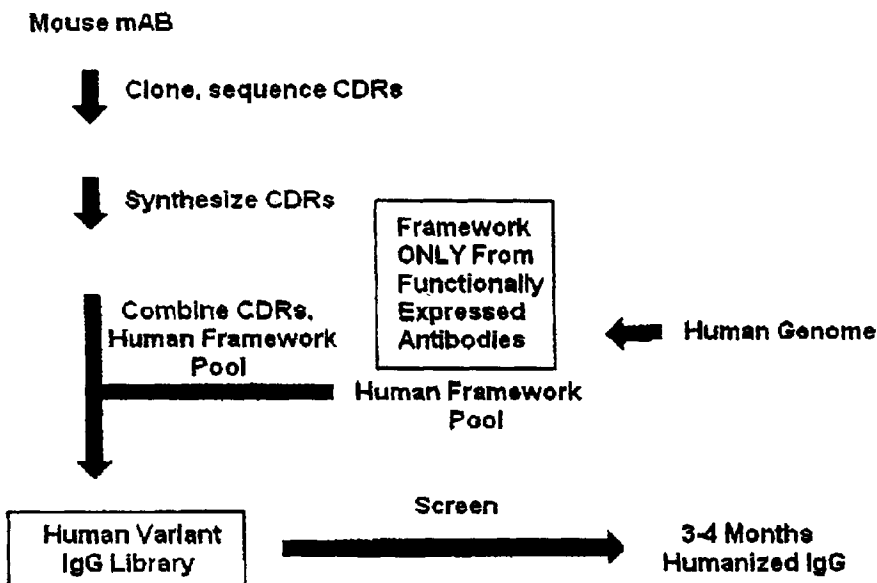 Mouse mAB
Clone, sequence CDRs
Synthesize CDRs
Framework
ONLY From
Functionally
Expressed
Antibodies
Combine CDRs,
Human Framework
Pool
Human Genome
Human Framework
Pool
Screen
Human Variant
IgG Library
3-4 Months
Humanized IgG